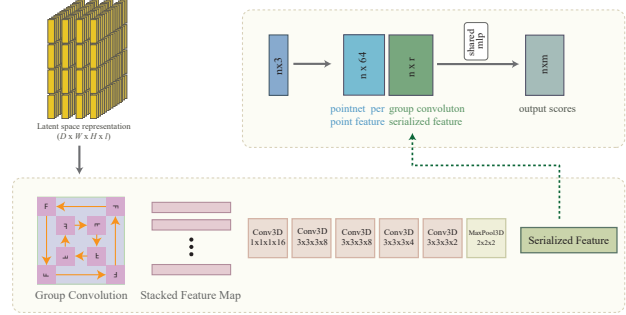 Latent space representation
(D x W x H x I)
nx3
n x 64
n x r
shared
mlp
nxm
pointnet per
point feature
group convoluton
serialized feature
output scores
F
F
F
F
F
F
F
F
Group Convolution
Stacked Feature Map
Conv3D
1x1x1x16
Conv3D
3x3x3x8
Conv3D
3x3x3x8
Conv3D
3x3x3x4
Conv3D
3x3x3x2
MaxPool3D
2x2x2
Serialized Feature